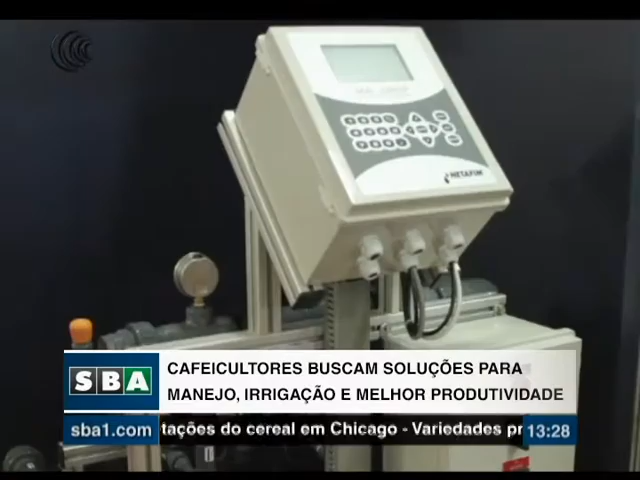 NETAFIM
SBA
CAFEICULTORES BUSCAM SOLUÇÕES PARA
MANEJO, IRRIGAÇÃO E MELHOR PRODUTIVIDADE
sba1.com
tações do cereal em Chicago - Variedades pr
13:28